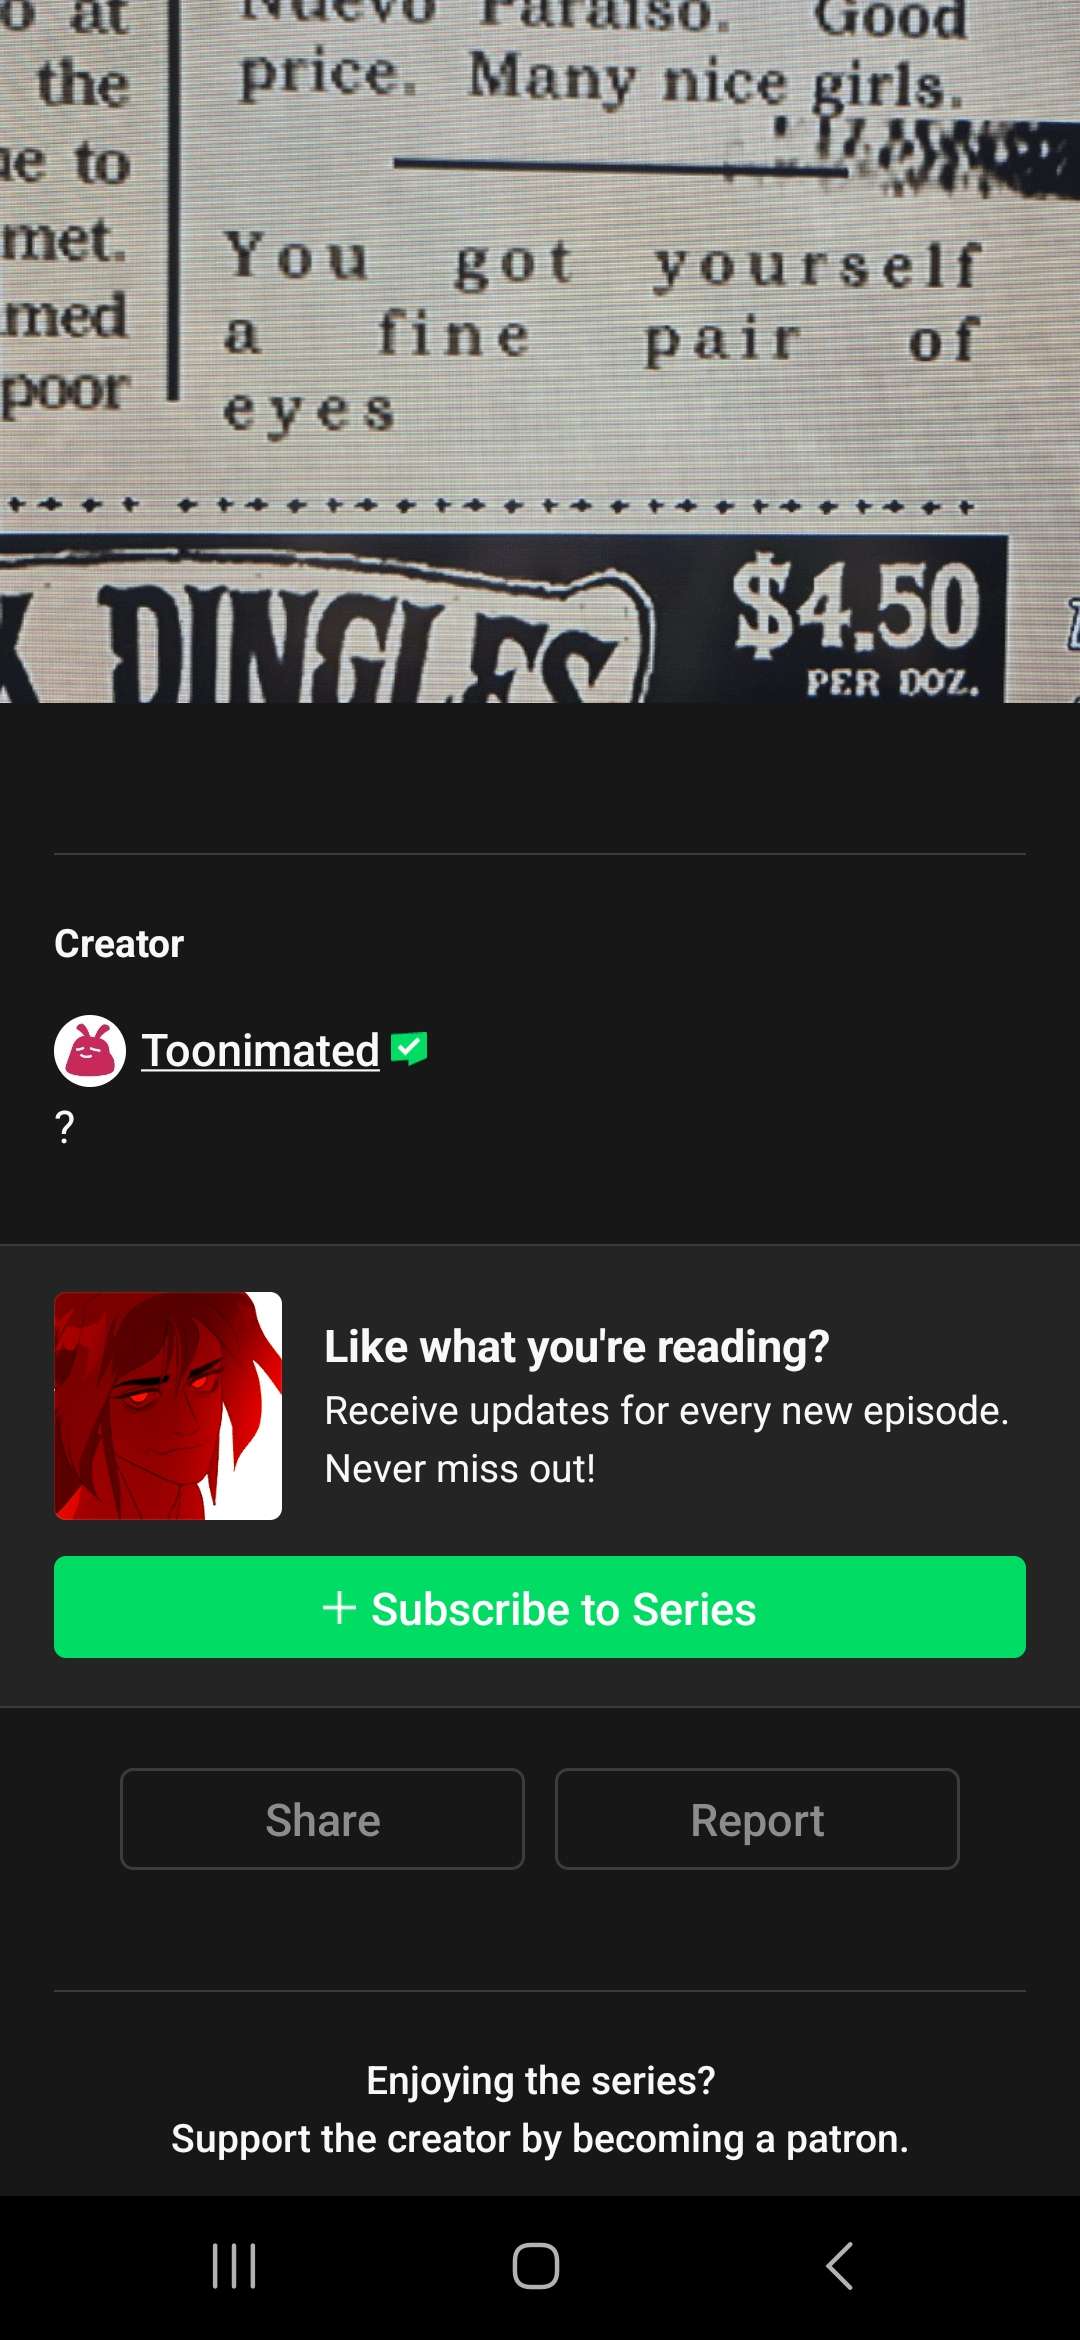 o at
the
ue to
met.
med
poor
Nuevo Paraiso. Good
price. Many nice girls.
You got yourself
a fine pair of
eyes
DINGLES
$4.50
PER DOZ.
Creator
Toonimated
?
Like what you're reading?
Receive updates for every new episode.
Never miss out!
+ Subscribe to Series
Share
Report
Enjoying the series?
Support the creator by becoming a patron.